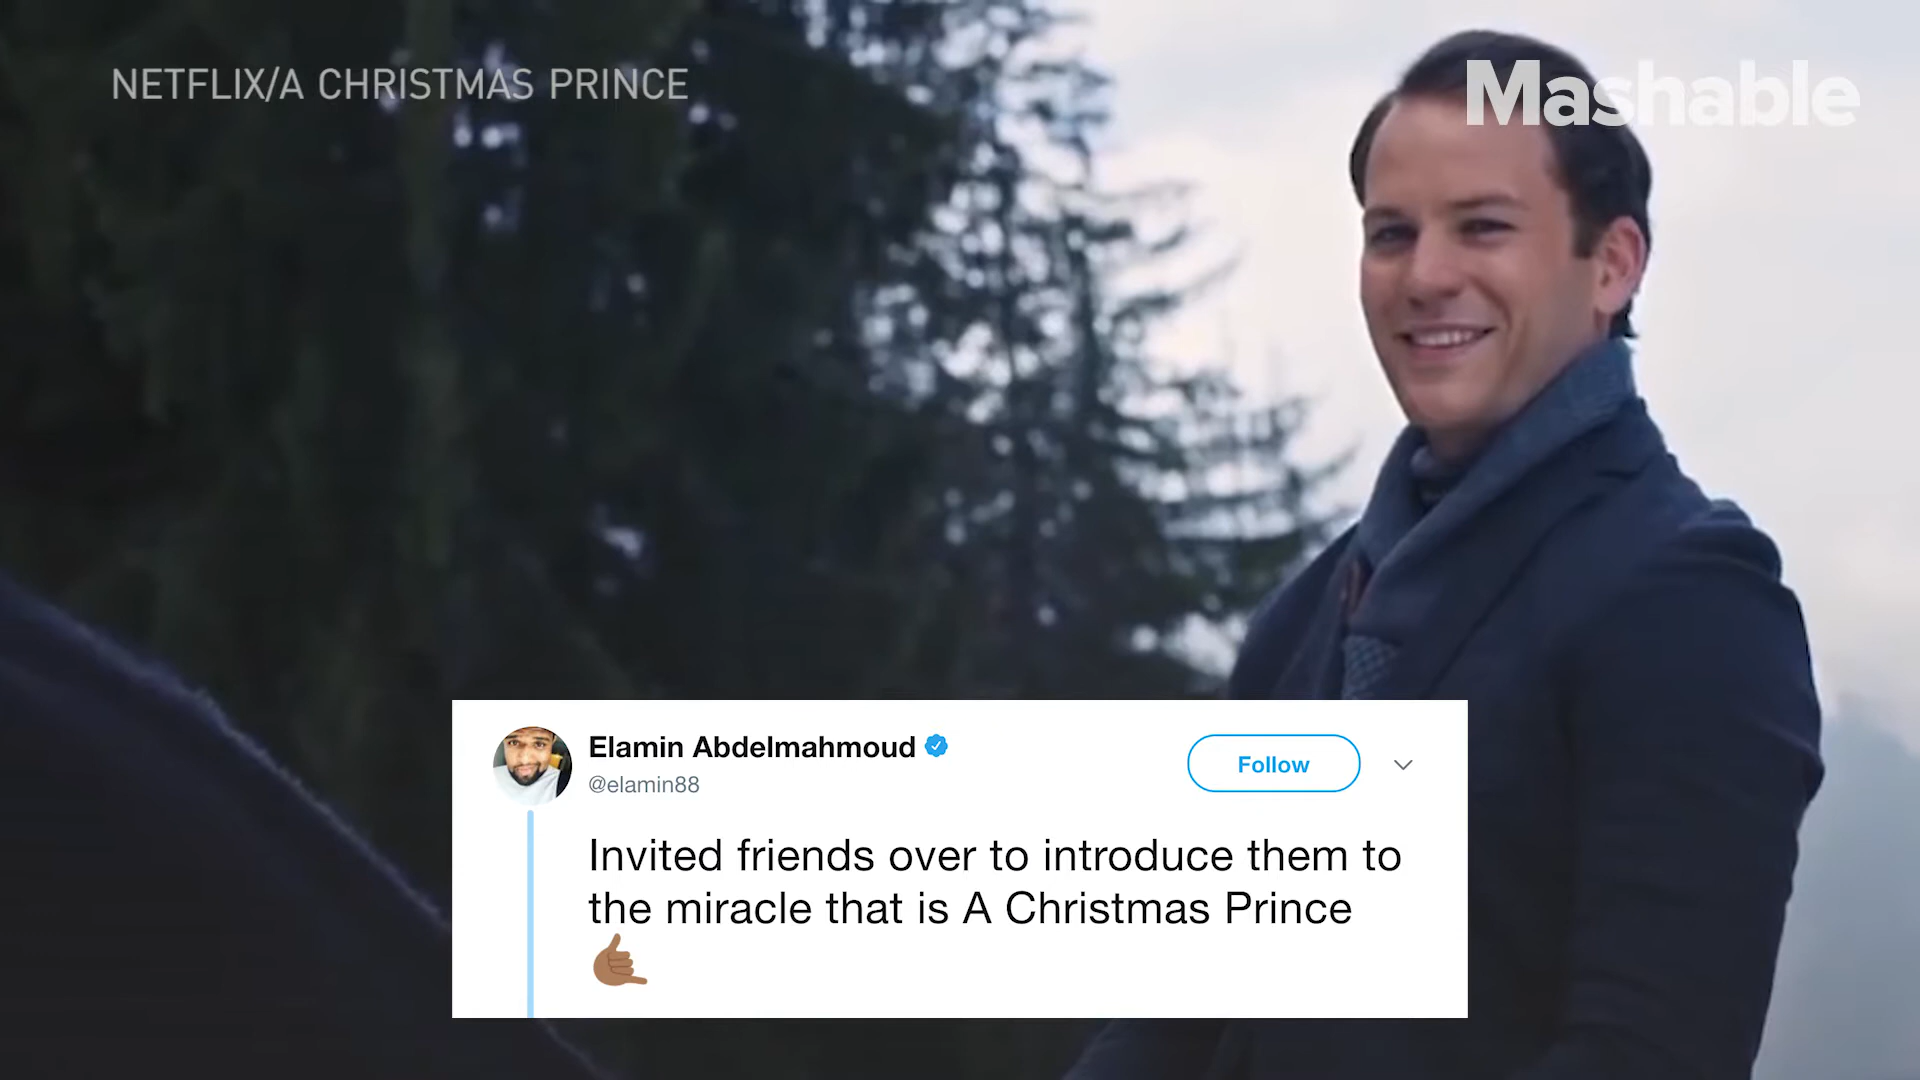 NETFLIX/A CHRISTMAS PRINCE
Mashable
Elamin Abdelmahmoud
@elamin88
Follow
Invited friends over to introduce them to
the miracle that is A Christmas Prince
🤙🏾